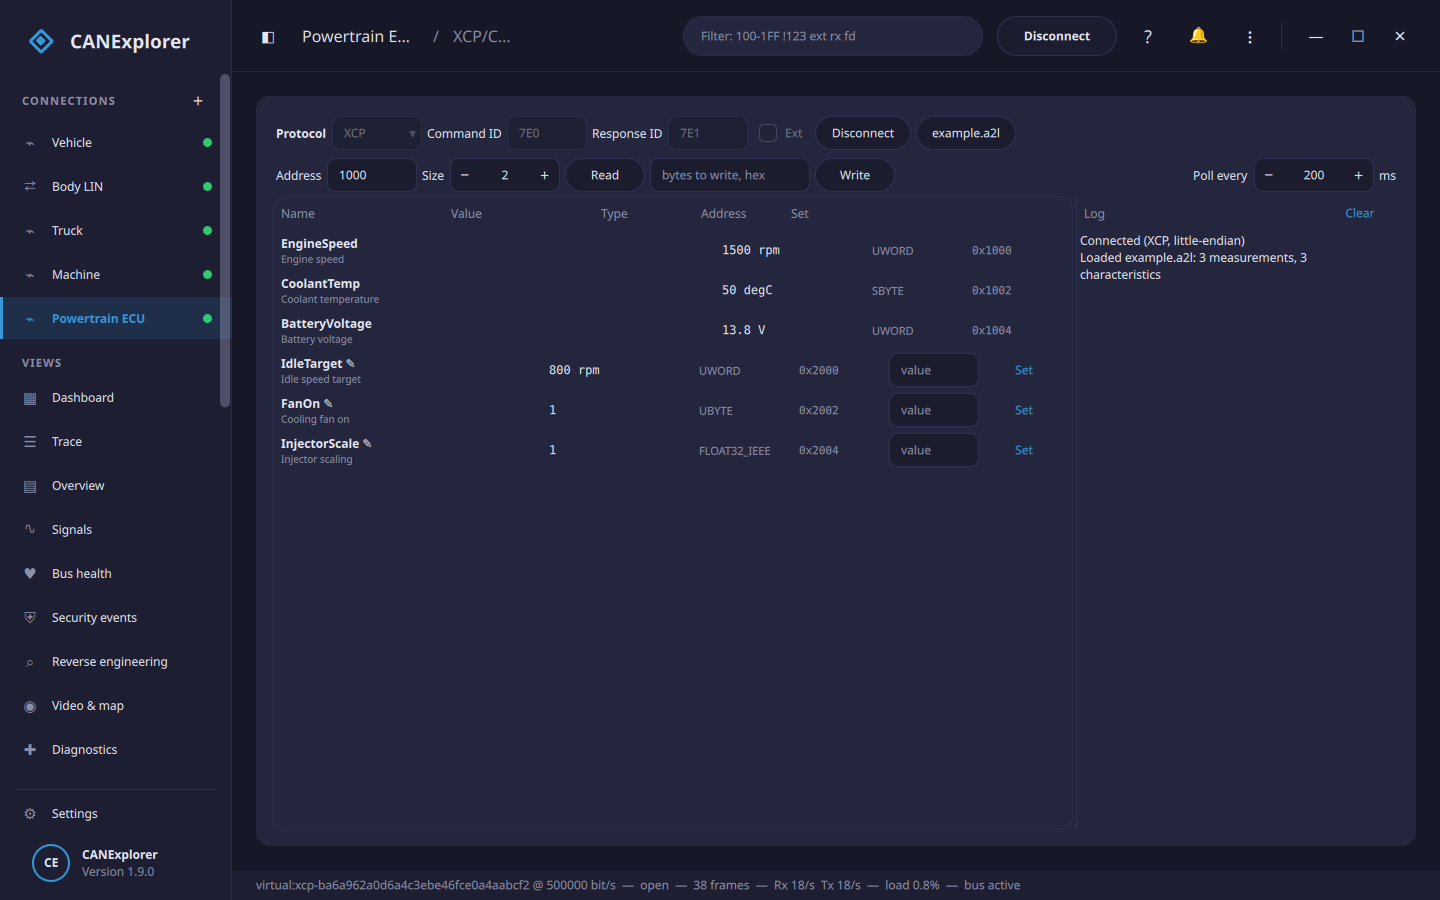 CANExplorer
Powertrain E... / XCP/C...
Filter: 100-1FF !123 ext rx fd
Disconnect
?
CONNECTIONS +
Vehicle
Body LIN
Truck
Machine
Powertrain ECU
VIEWS
Dashboard
Trace
Overview
Signals
Bus health
Security events
Reverse engineering
Video & map
Diagnostics
Settings
CE
CANExplorer
Version 1.9.0
Protocol XCP Command ID 7E0 Response ID 7E1 Ext Disconnect example.a2l
Address 1000 Size − 2 + Read bytes to write, hex Write Poll every − 200 + ms
Name Value Type Address Set
EngineSpeed 1500 rpm UWORD 0x1000
Engine speed
CoolantTemp 50 degC SBYTE 0x1002
Coolant temperature
BatteryVoltage 13.8 V UWORD 0x1004
Battery voltage
IdleTarget ✎ 800 rpm UWORD 0x2000 value Set
Idle speed target
FanOn ✎ 1 UBYTE 0x2002 value Set
Cooling fan on
InjectorScale ✎ 1 FLOAT32_IEEE 0x2004 value Set
Injector scaling
Log Clear
Connected (XCP, little-endian)
Loaded example.a2l: 3 measurements, 3
characteristics
virtual:xcp-ba6a962a0d6a4c3ebe46fce0a4aabcf2 @ 500000 bit/s — open — 38 frames — Rx 18/s Tx 18/s — load 0.8% — bus active